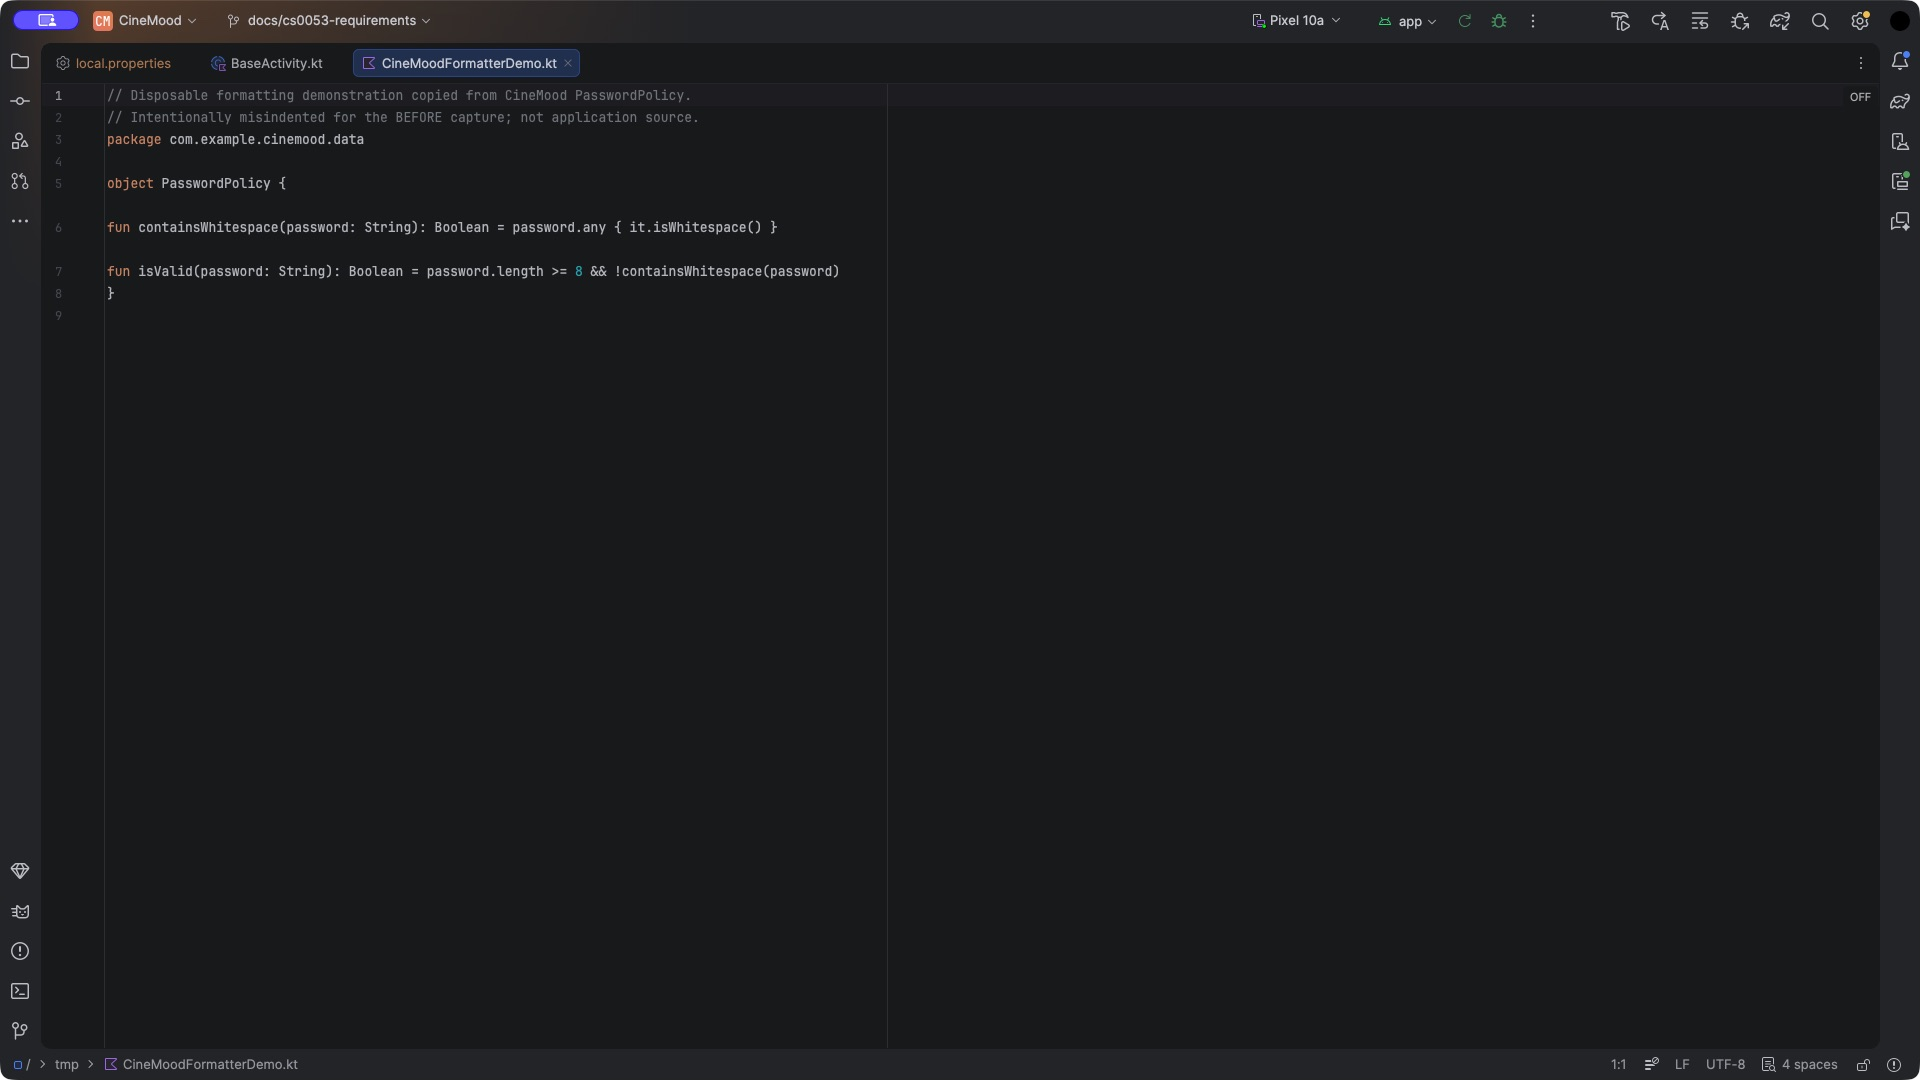 CM CineMood docs/cs0053-requirements Pixel 10a app
local.properties BaseActivity.kt CineMoodFormatterDemo.kt
1 // Disposable formatting demonstration copied from CineMood PasswordPolicy. OFF
2 // Intentionally misindented for the BEFORE capture; not application source.
3 package com.example.cinemood.data
4
5 object PasswordPolicy {
6 fun containsWhitespace(password: String): Boolean = password.any { it.isWhitespace() }
7 fun isValid(password: String): Boolean = password.length >= 8 && !containsWhitespace(password)
8 }
9
/ > tmp > CineMoodFormatterDemo.kt 1:1 LF UTF-8 4 spaces